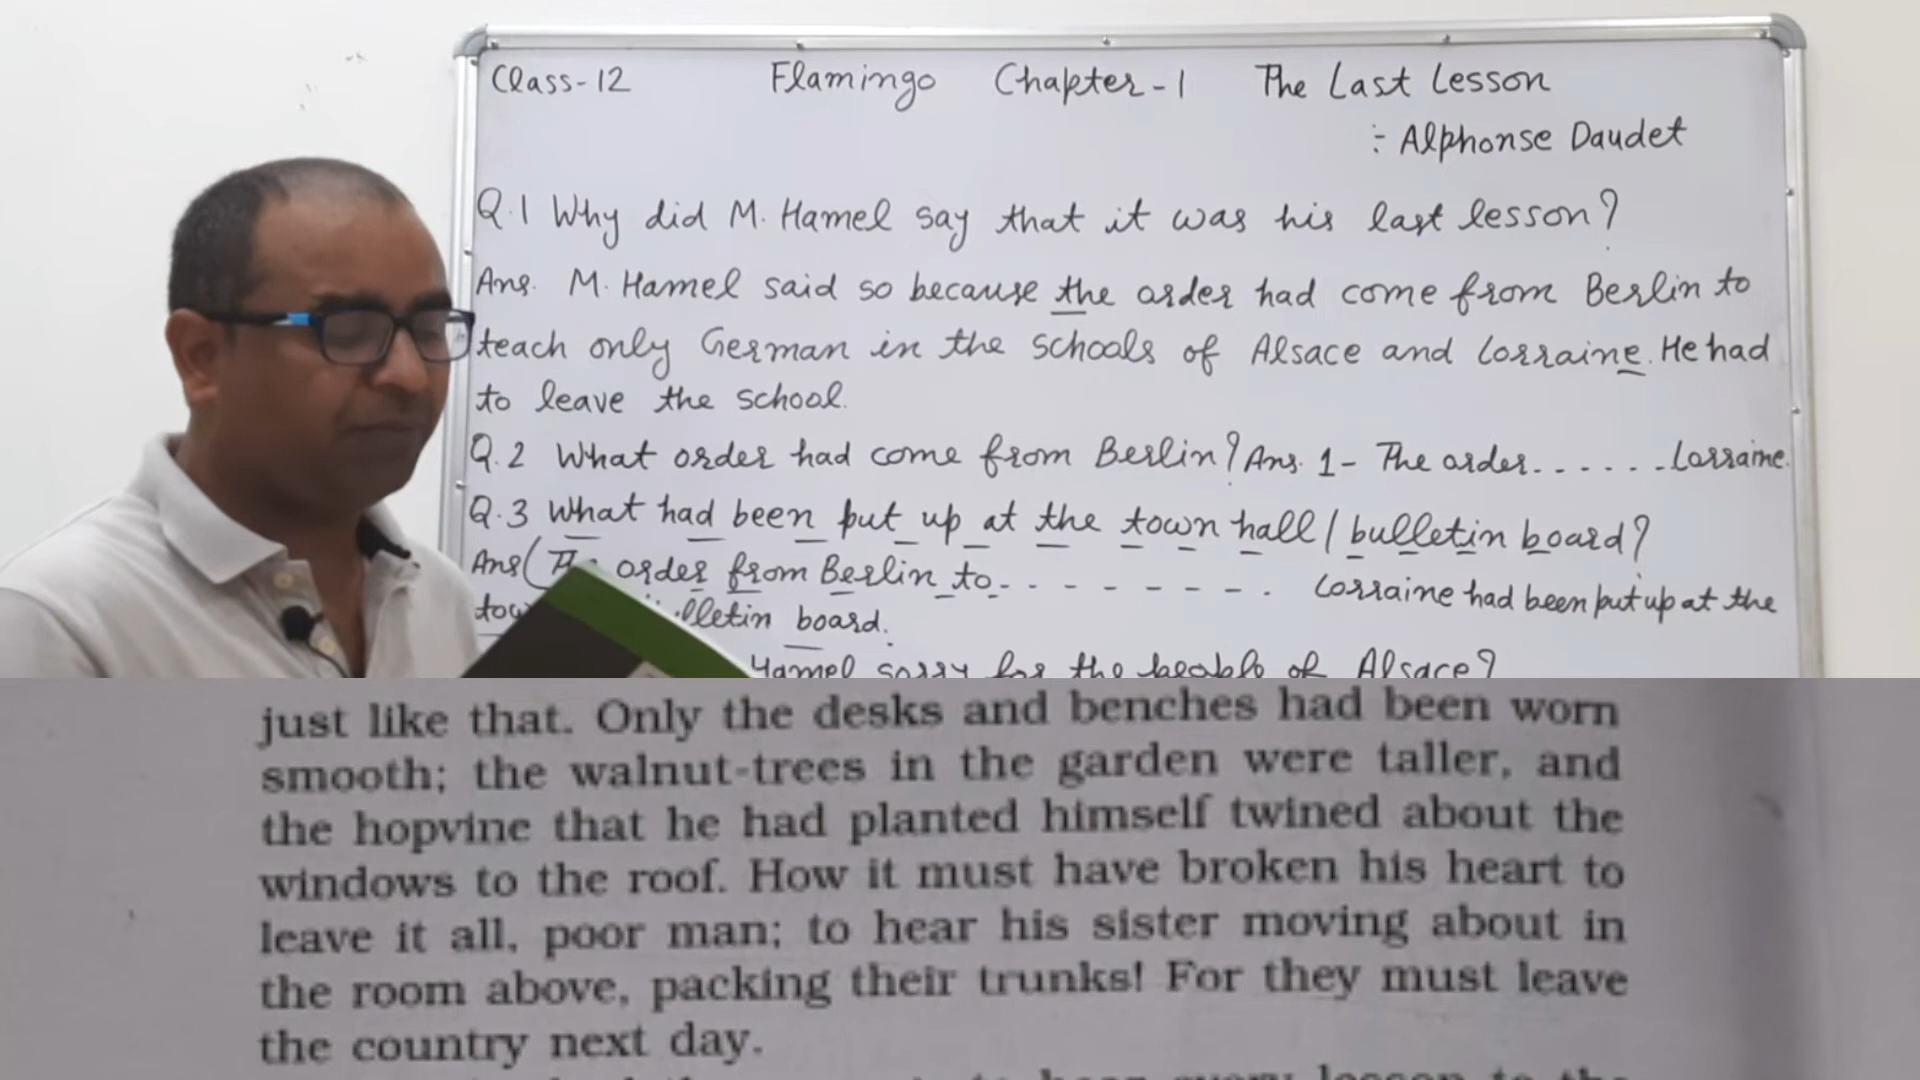 Class-12 Flamingo Chapter-1 The Last Lesson
:- Alphonse Daudet
Q.1 Why did M. Hamel say that it was his last lesson?
Ans. M. Hamel said so because the order had come from Berlin to
teach only German in the schools of Alsace and Lorraine. He had
to leave the school.
Q.2 What order had come from Berlin? Ans. 1- The order.......Lorraine.
Q.3 What had been put up at the town hall / bulletin board?
Ans( order from Berlin to- - - - - - - - - . Lorraine had been put up at the
board.
Hamel sorry for the people of Alsace?
just like that. Only the desks and benches had been worn
smooth; the walnut-trees in the garden were taller, and
the hopvine that he had planted himself twined about the
windows to the roof. How it must have broken his heart to
leave it all, poor man; to hear his sister moving about in
the room above, packing their trunks! For they must leave
the country next day.